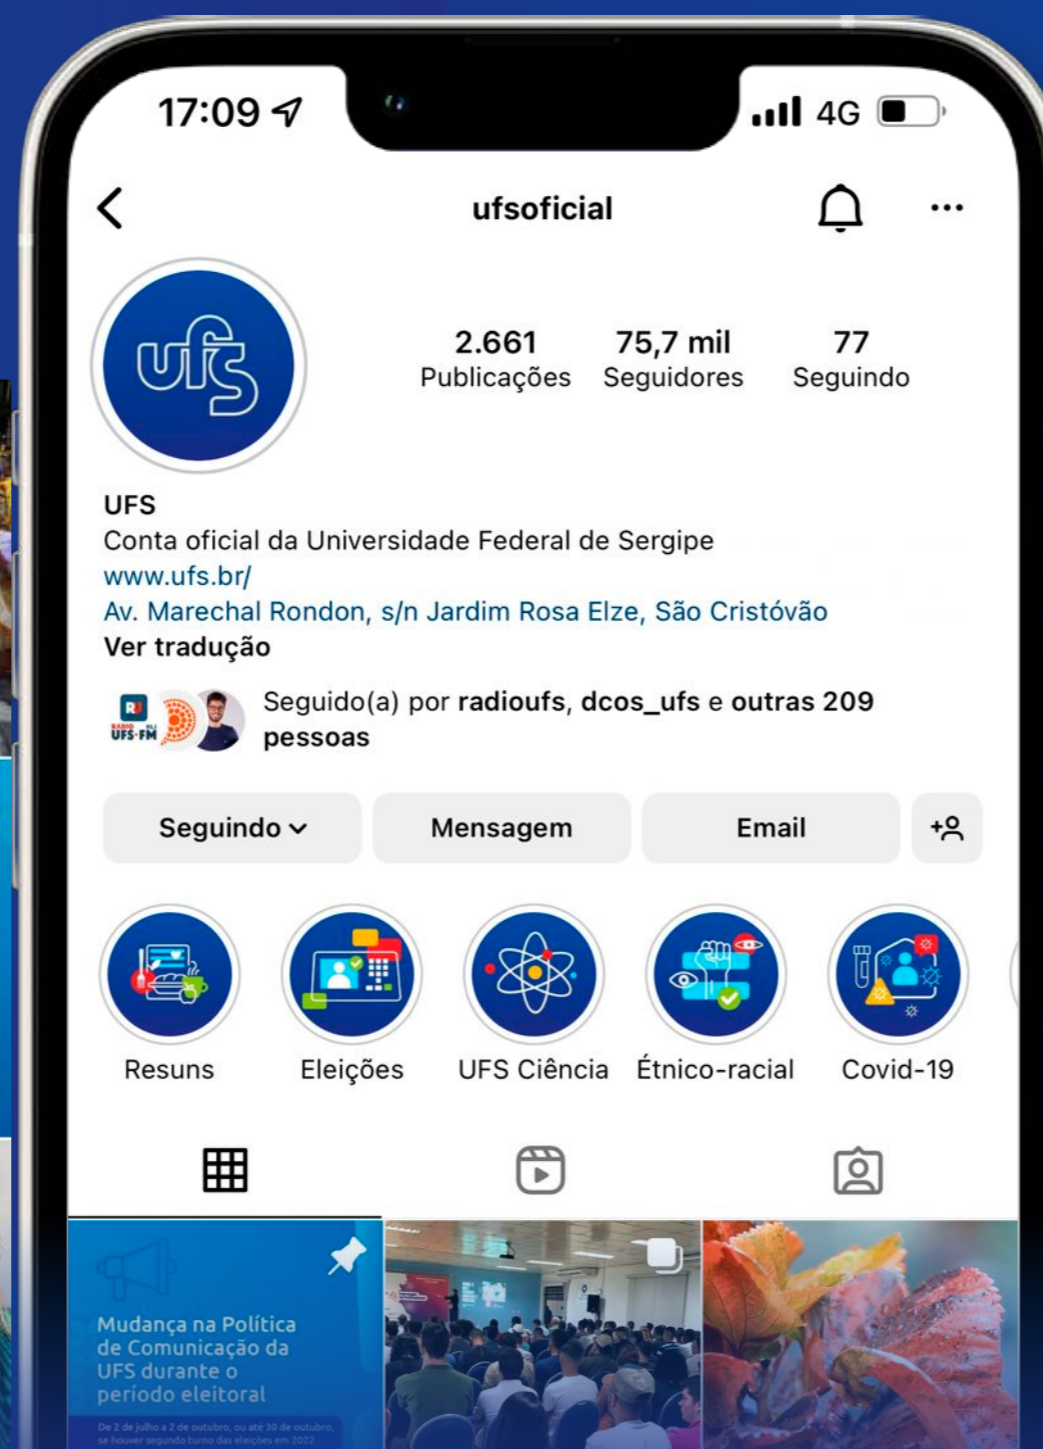 17:09
4G
ufsoficial
ufs
2.661
75,7 mil
77
Publicações
Seguidores
Seguindo
UFS
Conta oficial da Universidade Federal de Sergipe
www.ufs.br/
Av. Marechal Rondon, s/n Jardim Rosa Elze, São Cristóvão
Ver tradução
RU
RADIO
UFS-FM
Seguido(a) por radioufs, dcos_ufs e outras 209
pessoas
Seguindo
Mensagem
Email
Resuns
Eleições
UFS Ciência
Étnico-racial
Covid-19
Mudança na Política
de Comunicação da
UFS durante o
período eleitoral
De 2 de julho a 2 de outubro, ou até 30 de outubro,
se houver segundo turno das eleições em 2022